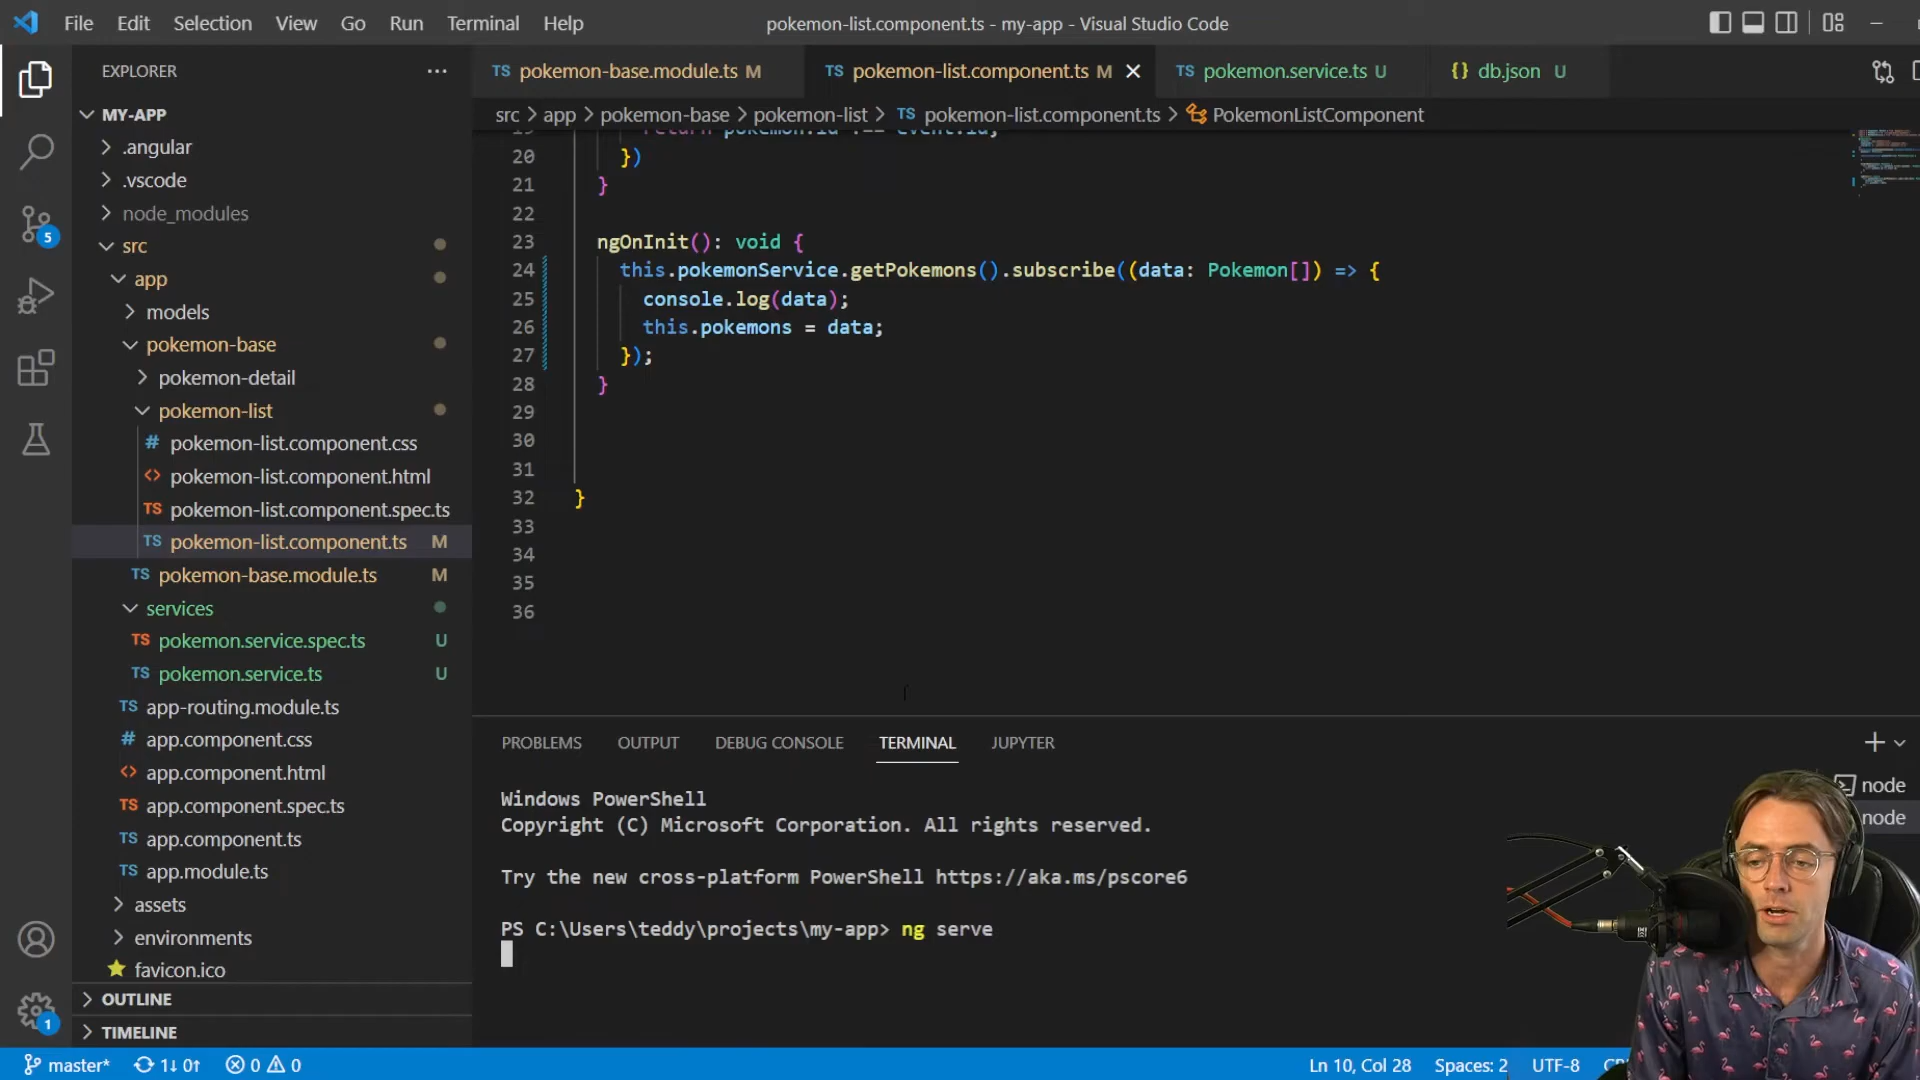 File Edit Selection View Go Run Terminal Help
pokemon-list.component.ts - my-app - Visual Studio Code
EXPLORER
TS pokemon-base.module.ts M
TS pokemon-list.component.ts M
TS pokemon.service.ts U
{} db.json U
src > app > pokemon-base > pokemon-list > TS pokemon-list.component.ts > PokemonListComponent
MY-APP
.angular
.vscode
node_modules
src
app
models
pokemon-base
pokemon-detail
pokemon-list
# pokemon-list.component.css
<> pokemon-list.component.html
TS pokemon-list.component.spec.ts
TS pokemon-list.component.ts M
TS pokemon-base.module.ts M
services
TS pokemon.service.spec.ts U
TS pokemon.service.ts U
TS app-routing.module.ts
# app.component.css
<> app.component.html
TS app.component.spec.ts
TS app.component.ts
TS app.module.ts
assets
environments
favicon.ico
OUTLINE
TIMELINE
5
1
19 return pokemon.id !== event.id;
20 })
21 }
22
23 ngOnInit(): void {
24 this.pokemonService.getPokemons().subscribe((data: Pokemon[]) => {
25 console.log(data);
26 this.pokemons = data;
27 });
28 }
29
30
31
32 }
33
34
35
36
PROBLEMS OUTPUT DEBUG CONSOLE TERMINAL JUPYTER
node
node
Windows PowerShell
Copyright (C) Microsoft Corporation. All rights reserved.
Try the new cross-platform PowerShell https://aka.ms/pscore6
PS C:\Users\teddy\projects\my-app> ng serve
master* 1↓ 0↑ 0 0
Ln 10, Col 28 Spaces: 2 UTF-8